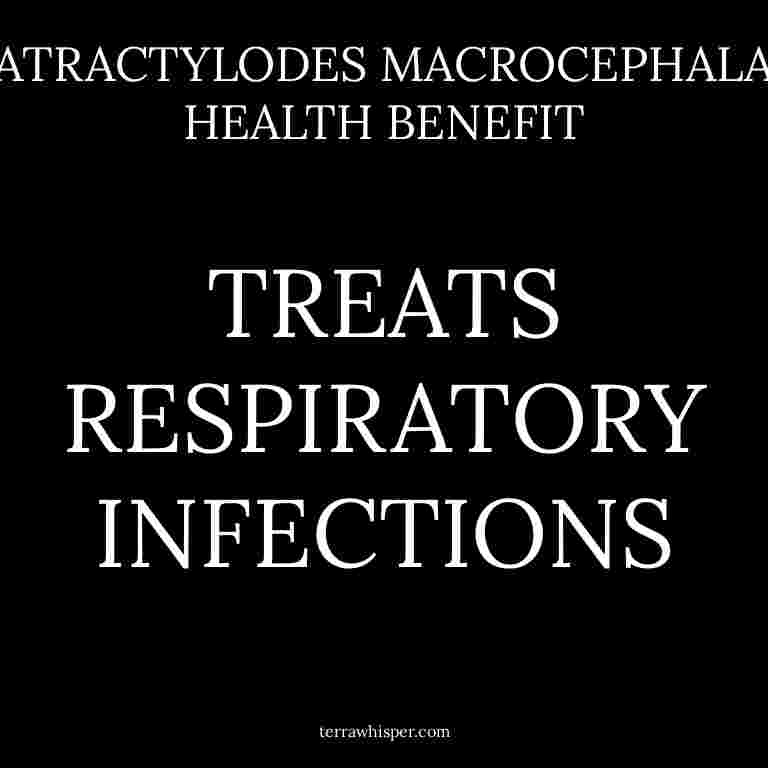 ATRACTYLODES MACROCEPHALA
HEALTH BENEFIT
TREATS
RESPIRATORY
INFECTIONS
terrawhisper.com